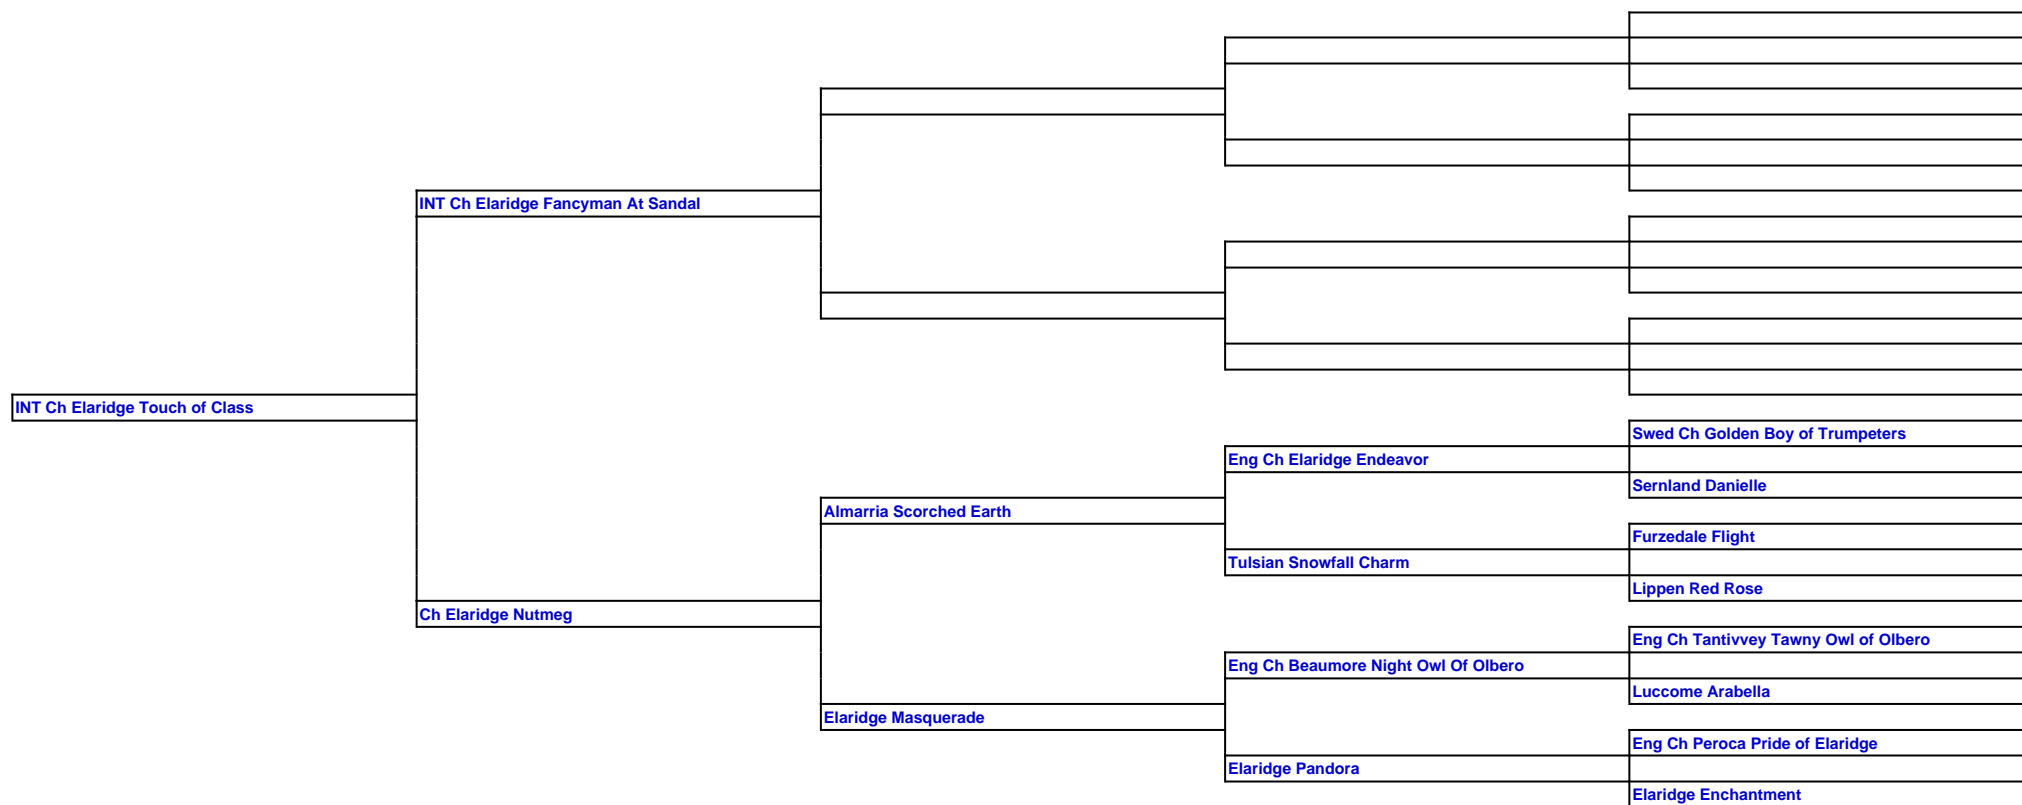 INT Ch Elaridge Fancyman At Sandal
INT Ch Elaridge Touch of Class
Swed Ch Golden Boy of Trumpeters
Eng Ch Elaridge Endeavor
Sernland Danielle
Almarria Scorched Earth
Furzedale Flight
Tulsian Snowfall Charm
Lippen Red Rose
Ch Elaridge Nutmeg
Eng Ch Tantivvey Tawny Owl of Olbero
Eng Ch Beaumore Night Owl Of Olbero
Luccome Arabella
Elaridge Masquerade
Eng Ch Peroca Pride of Elaridge
Elaridge Pandora
Elaridge Enchantment